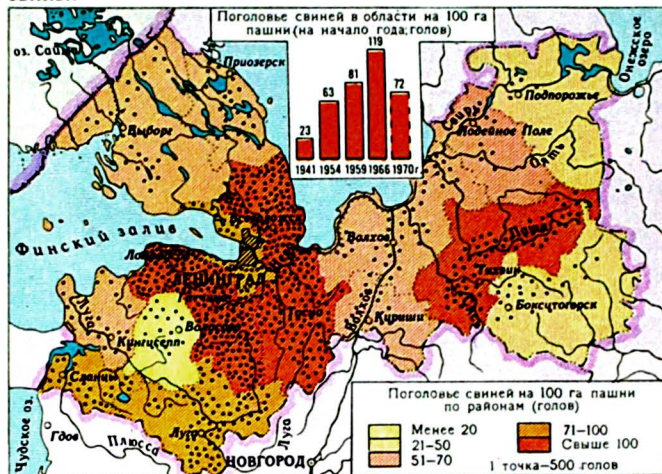 Поголовье свиней в области на 100 га
пашни (на начало года; голов)
119
81
72
63
23
1941 1954 1959 1966 1970г.
оз. Сайма
Приозерск
Выборг
Онежское
озеро
Подпорожье
Свирь
Лодейное Поле
Оять
Финский залив
Волхов
Паша
Тихвин
ЛЕНИНГРАД
Тосно
Бокситогорск
Луга
Волосово
Волхов
Кириши
Кингисепп
Сланцы
Чудское оз.
Гдов
Плюсса
Луга
Луга
НОВГОРОД
Поголовье свиней на 100 га пашни
по районам (голов)
Менее 20
71–100
21–50
Свыше 100
51–70
1 точка–500 голов